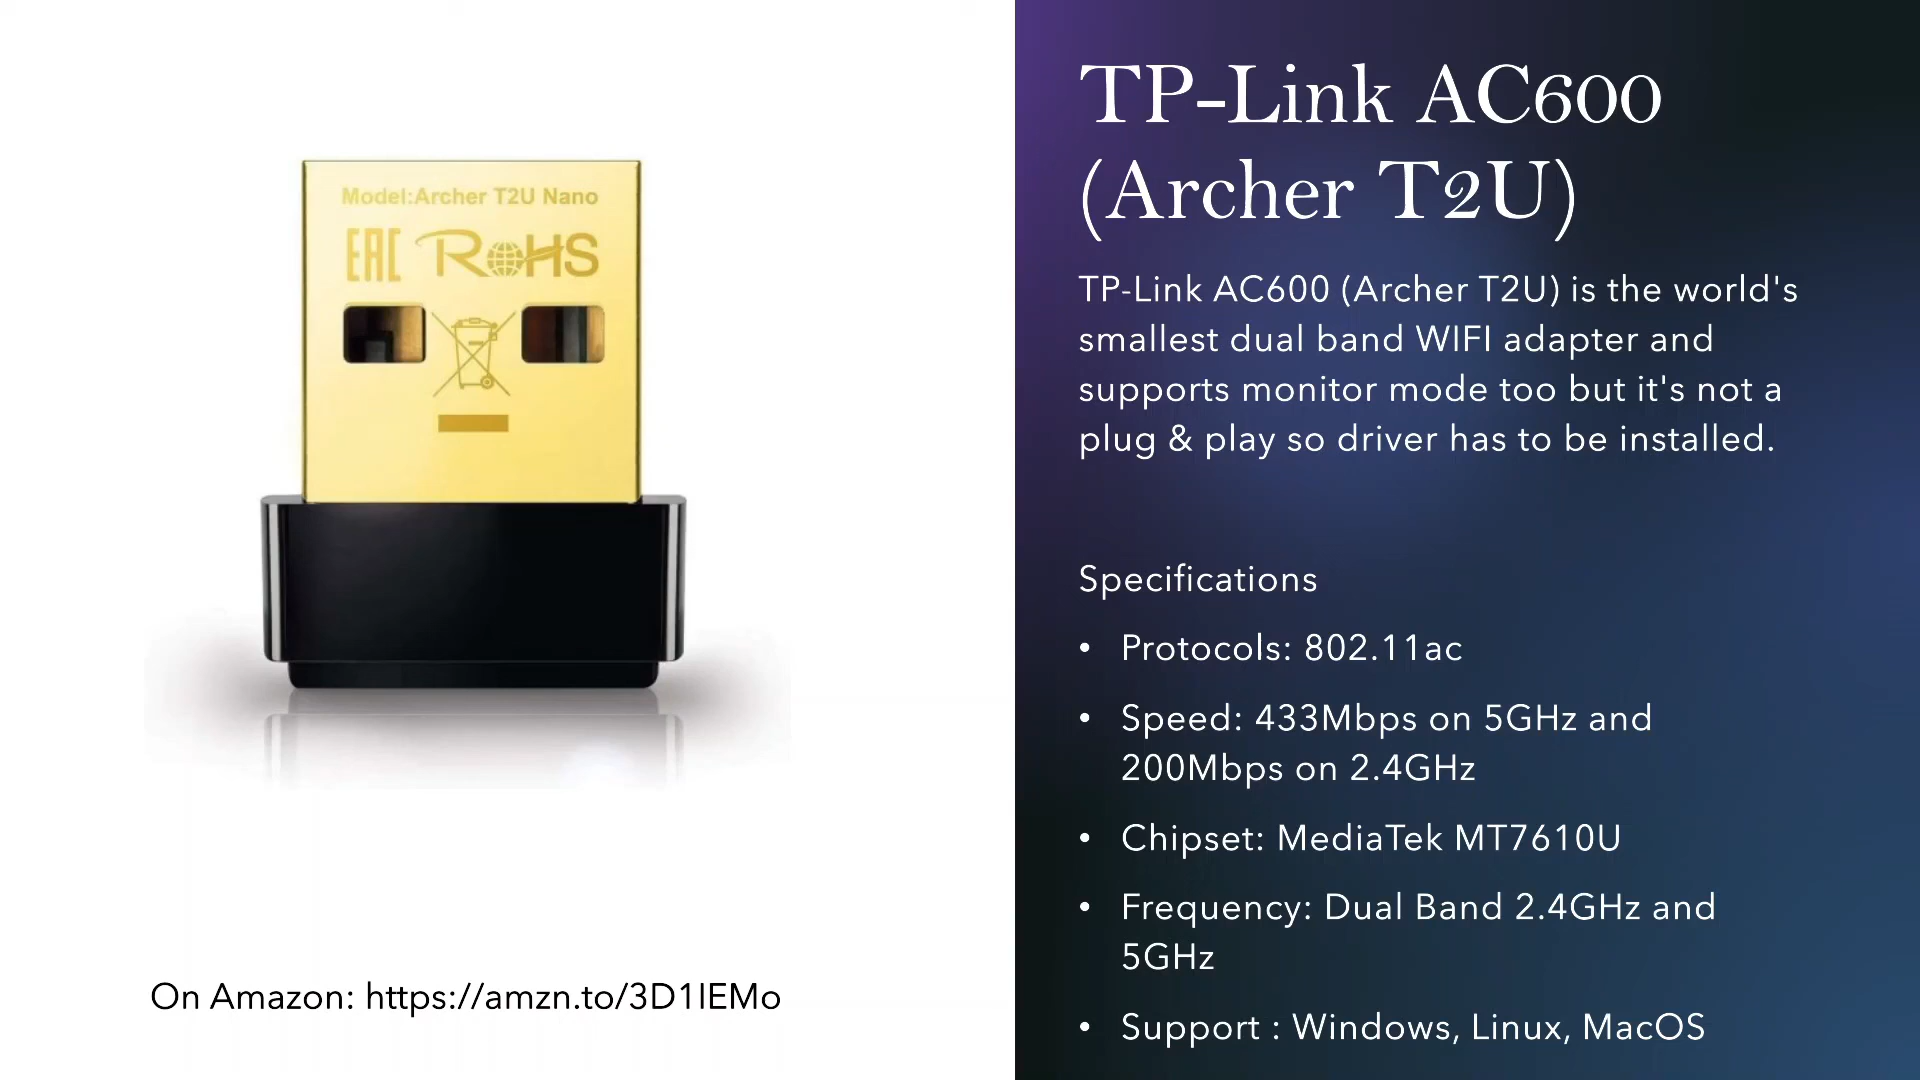 Model:Archer T2U Nano
EAC RoHS
TP-Link AC600
(Archer T2U)
TP-Link AC600 (Archer T2U) is the world's
smallest dual band WIFI adapter and
supports monitor mode too but it's not a
plug & play so driver has to be installed.
Specifications
• Protocols: 802.11ac
• Speed: 433Mbps on 5GHz and
200Mbps on 2.4GHz
• Chipset: MediaTek MT7610U
• Frequency: Dual Band 2.4GHz and
5GHz
• Support : Windows, Linux, MacOS
On Amazon: https://amzn.to/3D1IEMo